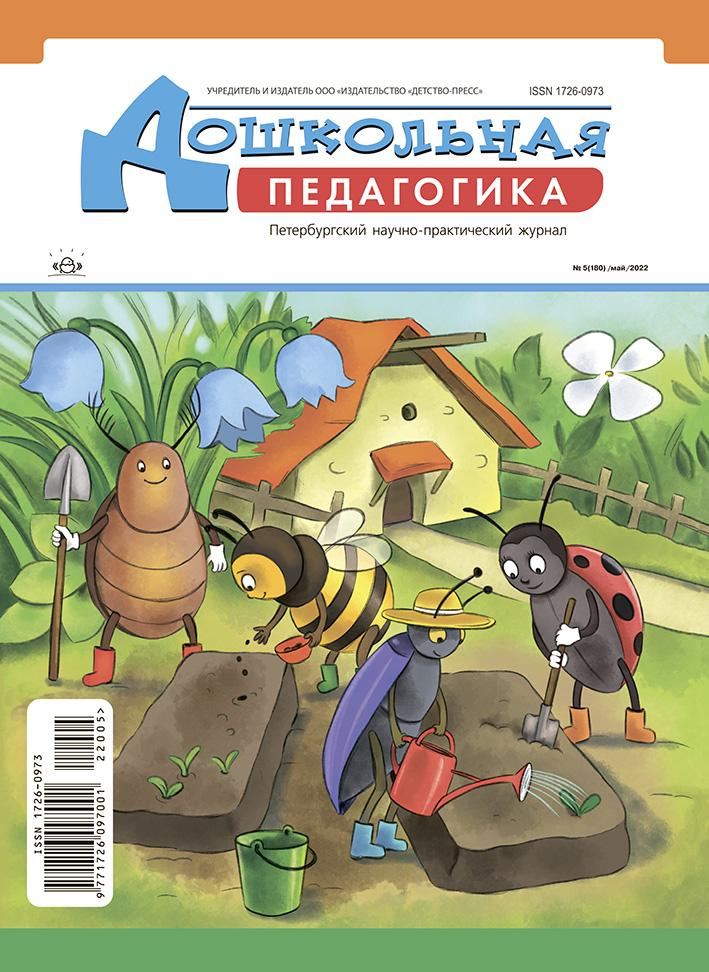 УЧРЕДИТЕЛЬ И ИЗДАТЕЛЬ ООО «ИЗДАТЕЛЬСТВО «ДЕТСТВО-ПРЕСС»
ISSN 1726-0973
ДОШКОЛЬНАЯ
ПЕДАГОГИКА
Петербургский научно-практический журнал
№ 5(180) /май/2022
ISSN 1726-0973
9 771726 097001
22005>